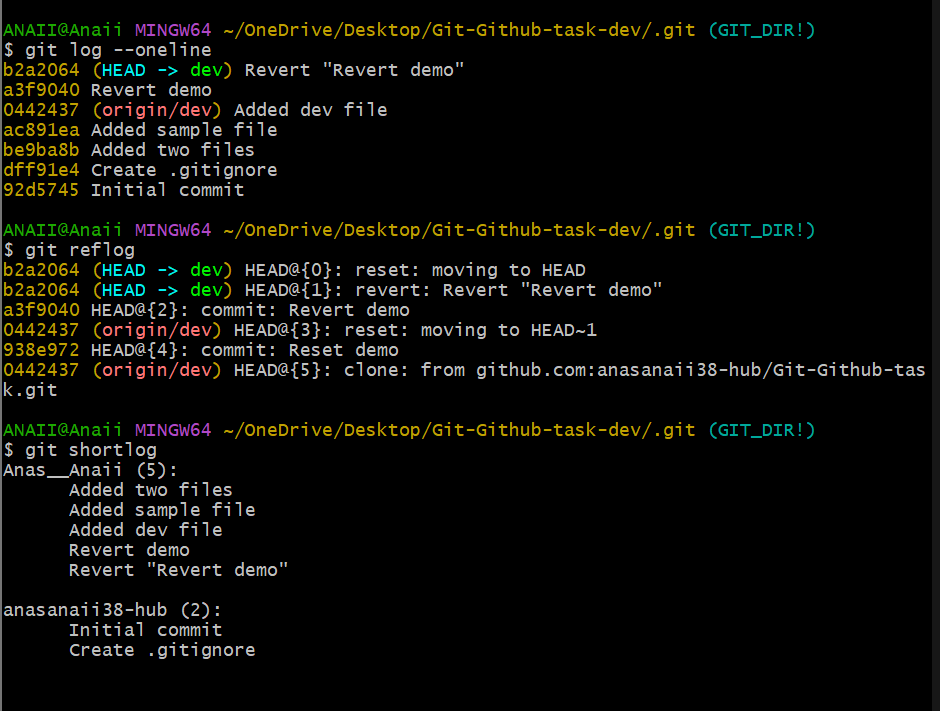 ANAII@Anaii MINGW64 ~/OneDrive/Desktop/Git-Github-task-dev/.git (GIT_DIR!)
$ git log --oneline
b2a2064 (HEAD -> dev) Revert "Revert demo"
a3f9040 Revert demo
0442437 (origin/dev) Added dev file
ac891ea Added sample file
be9ba8b Added two files
dff91e4 Create .gitignore
92d5745 Initial commit
ANAII@Anaii MINGW64 ~/OneDrive/Desktop/Git-Github-task-dev/.git (GIT_DIR!)
$ git reflog
b2a2064 (HEAD -> dev) HEAD@{0}: reset: moving to HEAD
b2a2064 (HEAD -> dev) HEAD@{1}: revert: Revert "Revert demo"
a3f9040 HEAD@{2}: commit: Revert demo
0442437 (origin/dev) HEAD@{3}: reset: moving to HEAD~1
938e972 HEAD@{4}: commit: Reset demo
0442437 (origin/dev) HEAD@{5}: clone: from github.com:anasanaii38-hub/Git-Github-tas
k.git
ANAII@Anaii MINGW64 ~/OneDrive/Desktop/Git-Github-task-dev/.git (GIT_DIR!)
$ git shortlog
Anas__Anaii (5):
      Added two files
      Added sample file
      Added dev file
      Revert demo
      Revert "Revert demo"
anasanaii38-hub (2):
      Initial commit
      Create .gitignore